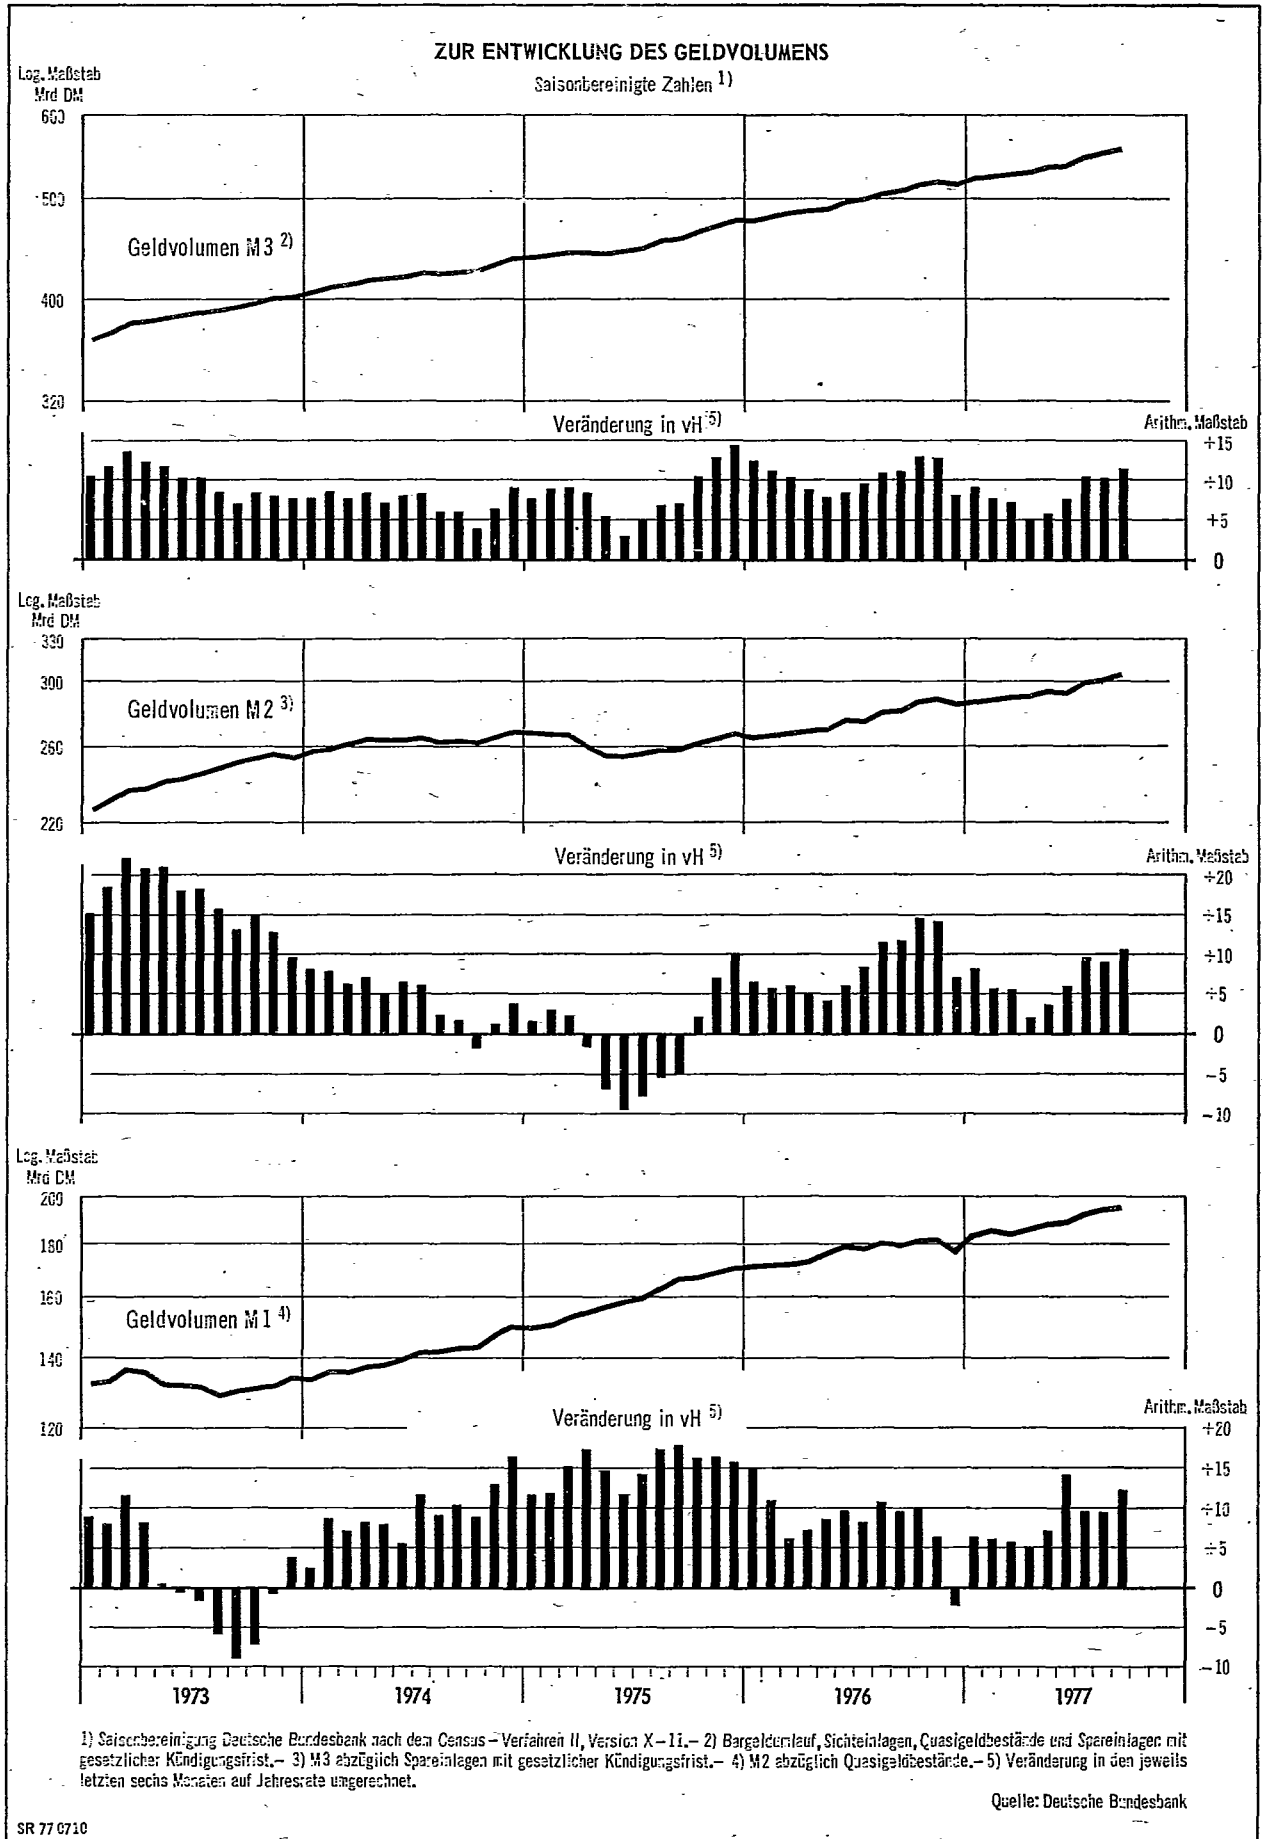 ZUR ENTWICKLUNG DES GELDVOLUMENS
Saisonbereinigte Zahlen 1)
Log. Maßstab
Mrd DM
600
500
400
320
Geldvolumen M3 2)
Veränderung in vH 5)
Arithm. Maßstab
+15
+10
+5
0
Log. Maßstab
Mrd DM
330
300
260
220
Geldvolumen M2 3)
Veränderung in vH 5)
Arithm. Maßstab
+20
+15
+10
+5
0
−5
−10
Log. Maßstab
Mrd DM
200
180
160
140
120
Geldvolumen M1 4)
Veränderung in vH 5)
Arithm. Maßstab
+20
+15
+10
+5
0
−5
−10
1973 1974 1975 1976 1977
1) Saisonbereinigung Deutsche Bundesbank nach dem Census-Verfahren II, Version X-11.- 2) Bargeldumlauf, Sichteinlagen, Quasigeldbestände und Spareinlagen mit
gesetzlicher Kündigungsfrist.- 3) M3 abzüglich Spareinlagen mit gesetzlicher Kündigungsfrist.- 4) M2 abzüglich Quasigeldbestände.- 5) Veränderung in den jeweils
letzten sechs Monaten auf Jahresrate umgerechnet.
Quelle: Deutsche Bundesbank
SR 77 0710